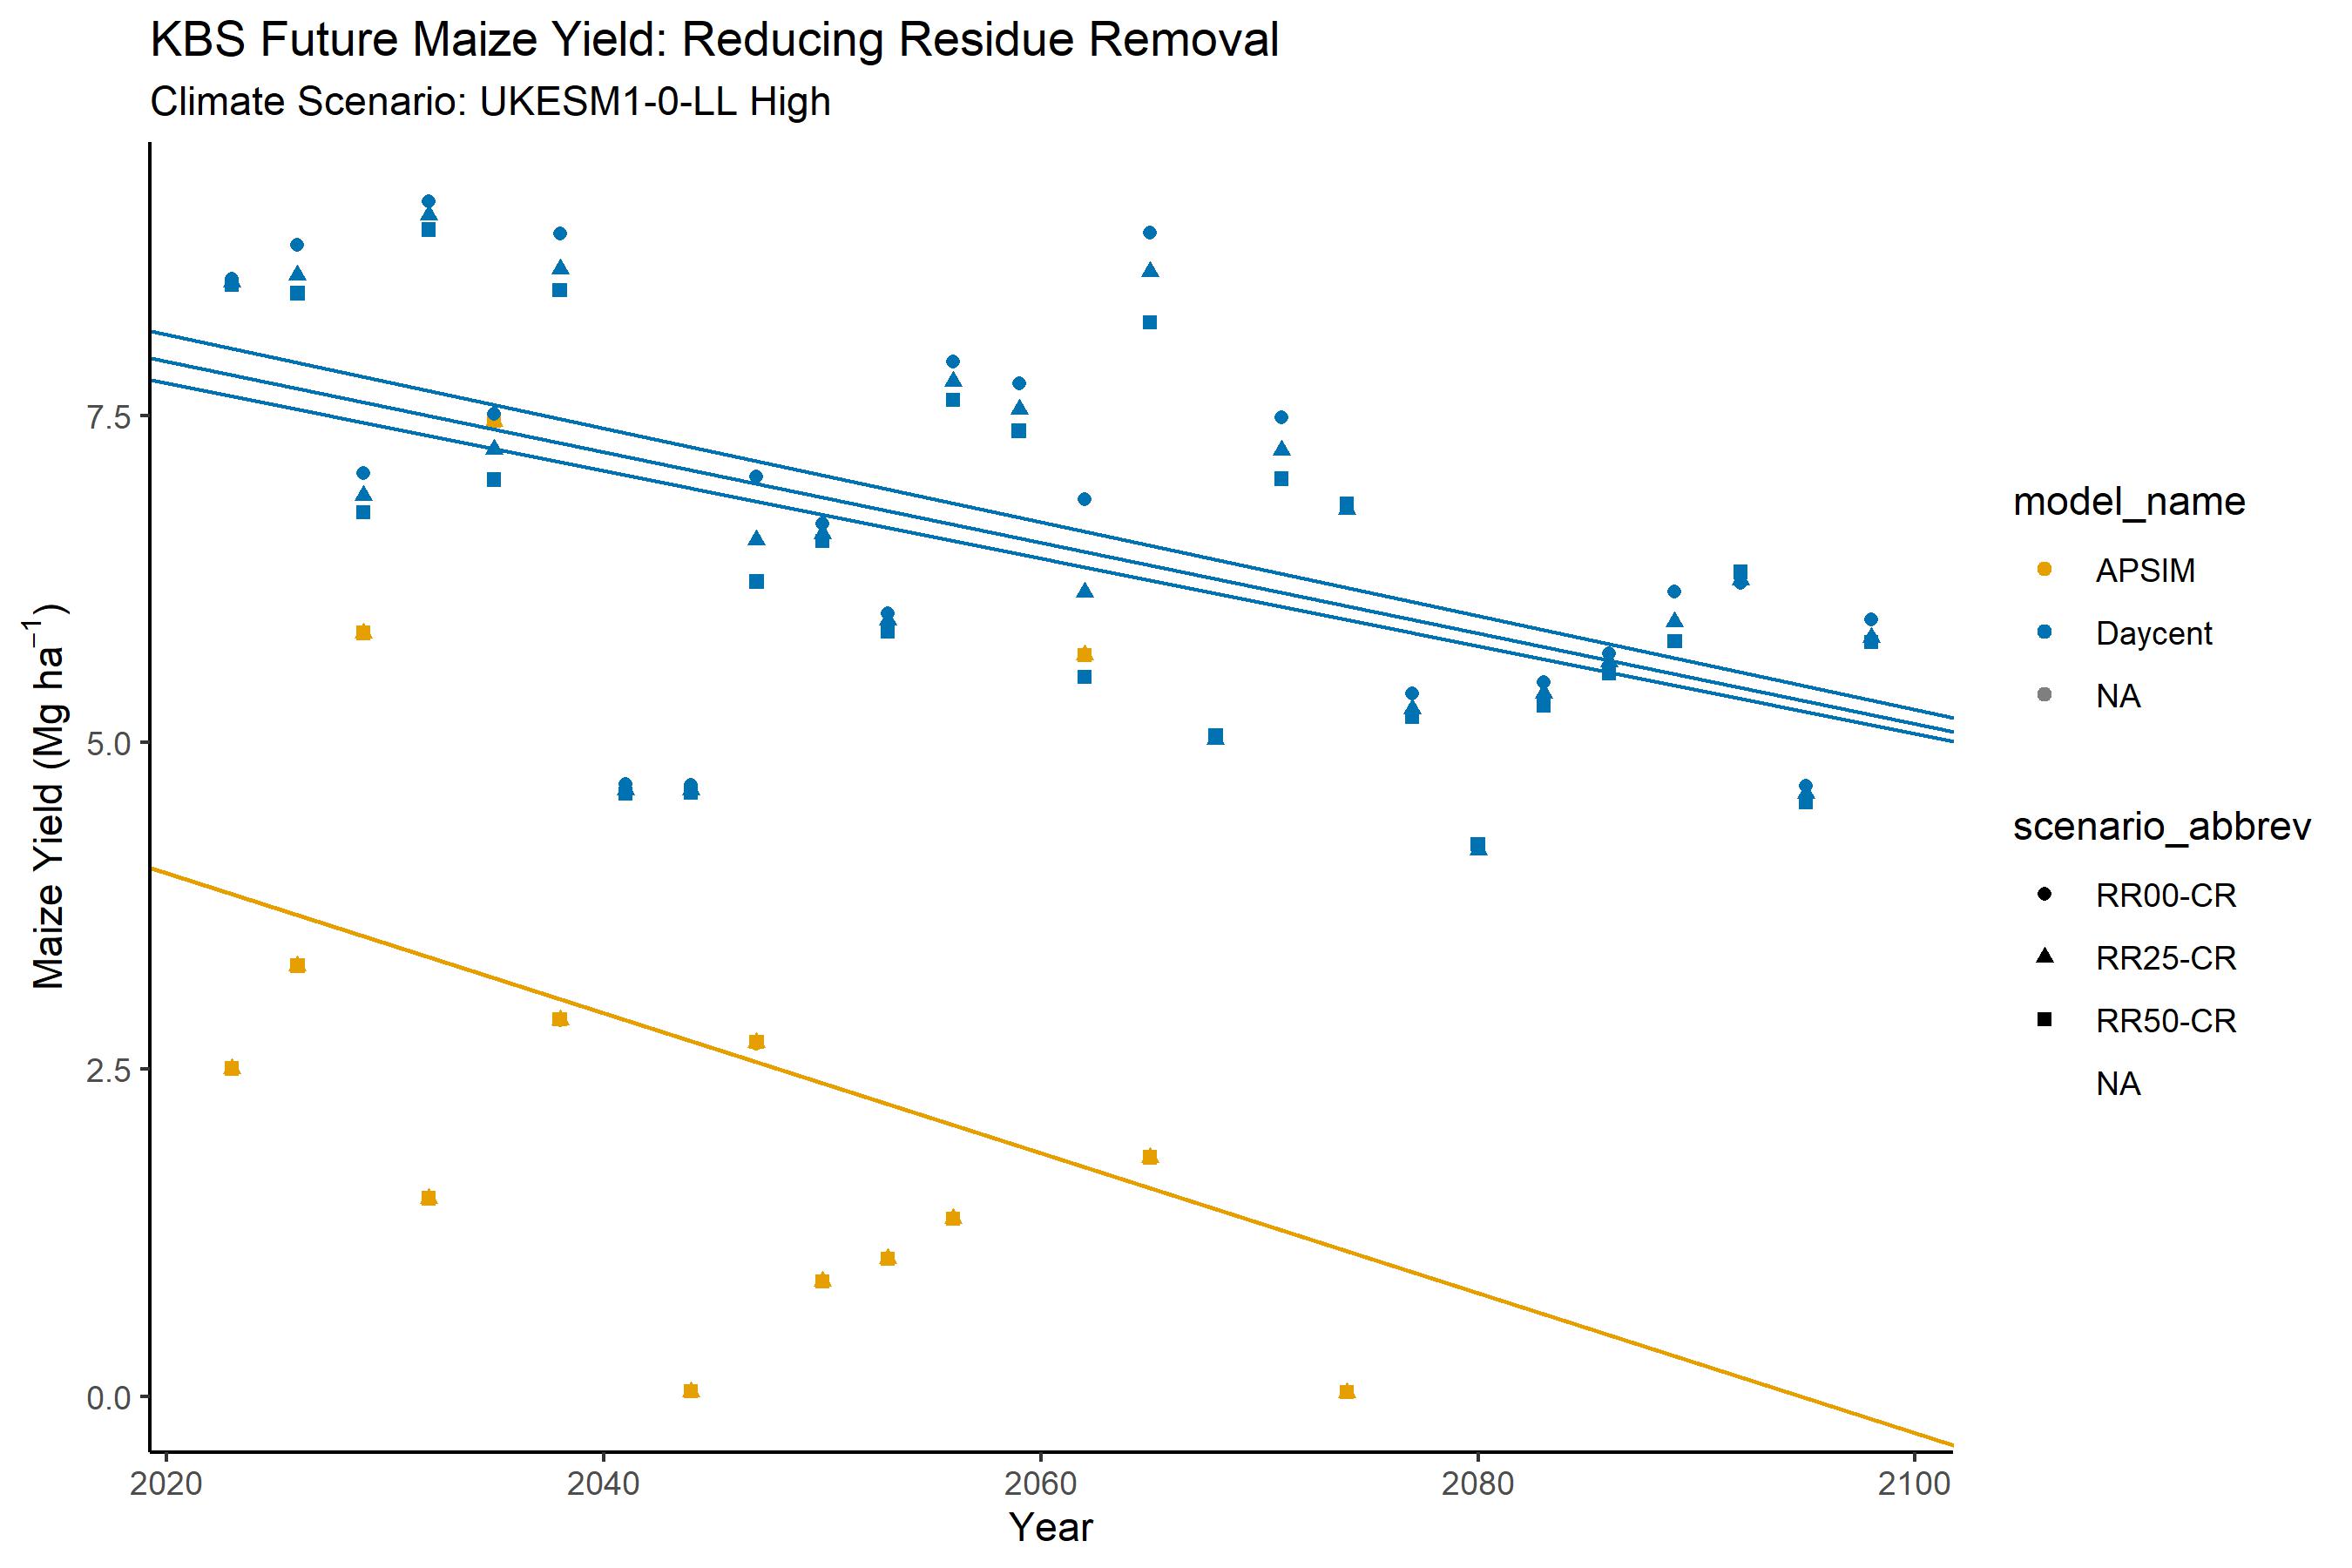 KBS Future Maize Yield: Reducing Residue Removal
Climate Scenario: UKESM1-0-LL High
Maize Yield (Mg ha⁻¹)
7.5
5.0
2.5
0.0
2020 2040 2060 2080 2100
Year
model_name
APSIM
Daycent
NA
scenario_abbrev
RR00-CR
RR25-CR
RR50-CR
NA